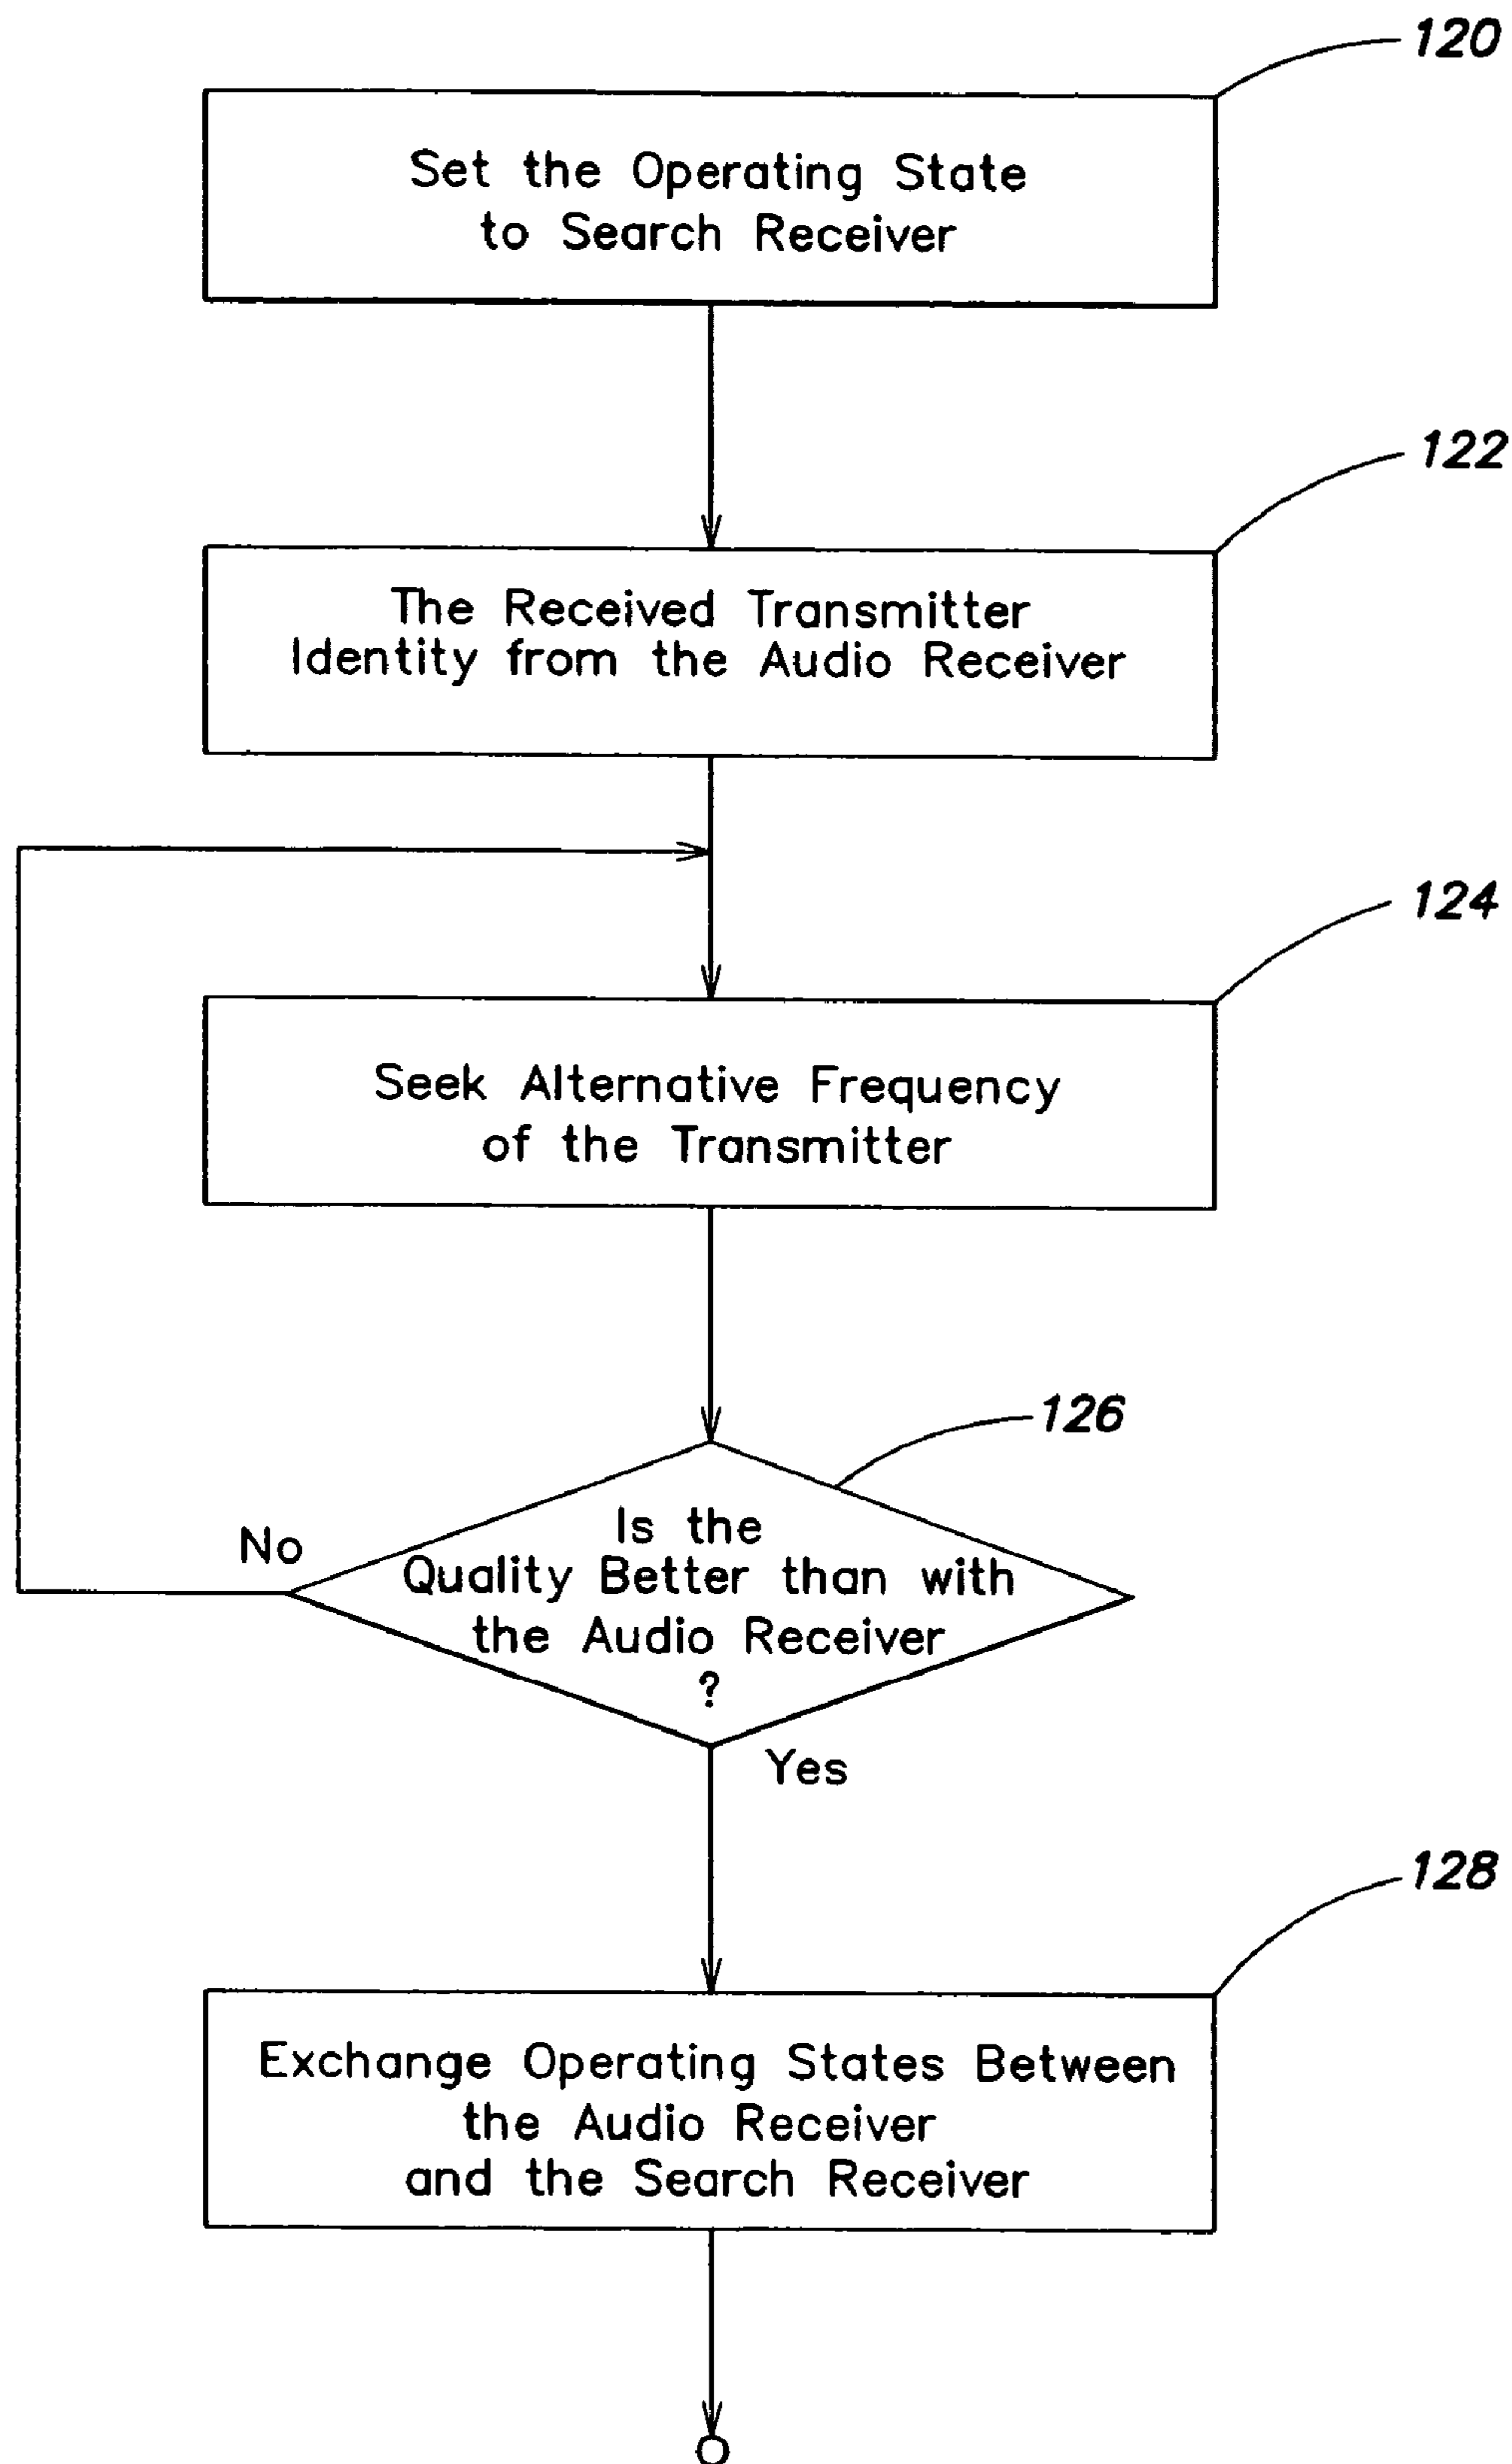 120
Set the Operating State
to Search Receiver
122
The Received Transmitter
Identity from the Audio Receiver
124
Seek Alternative Frequency
of the Transmitter
126
Is the
Quality Better than with
the Audio Receiver
?
No
Yes
128
Exchange Operating States Between
the Audio Receiver
and the Search Receiver